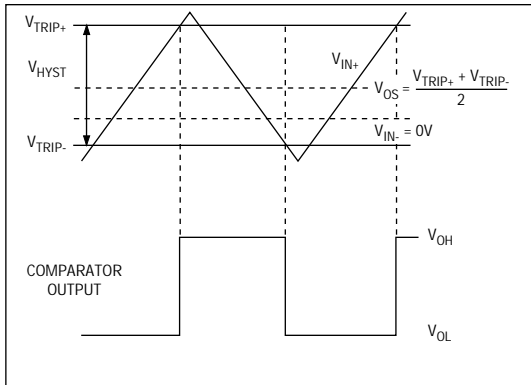 VTRIP+
VHYST
VIN+
VOS = VTRIP+ + VTRIP-
2
VIN- = 0V
VTRIP-
VOH
COMPARATOR
OUTPUT
VOL